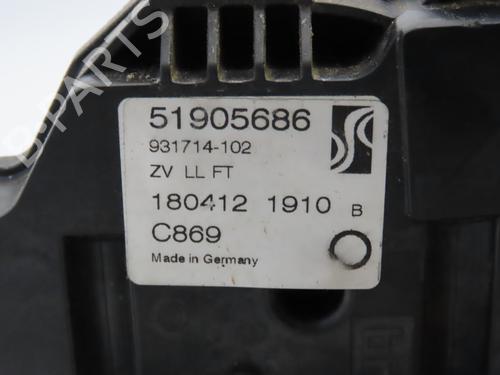 B-PARTS
51905686
931714-102
ZV LL FT
180412 1910 B
C869
Made in Germany